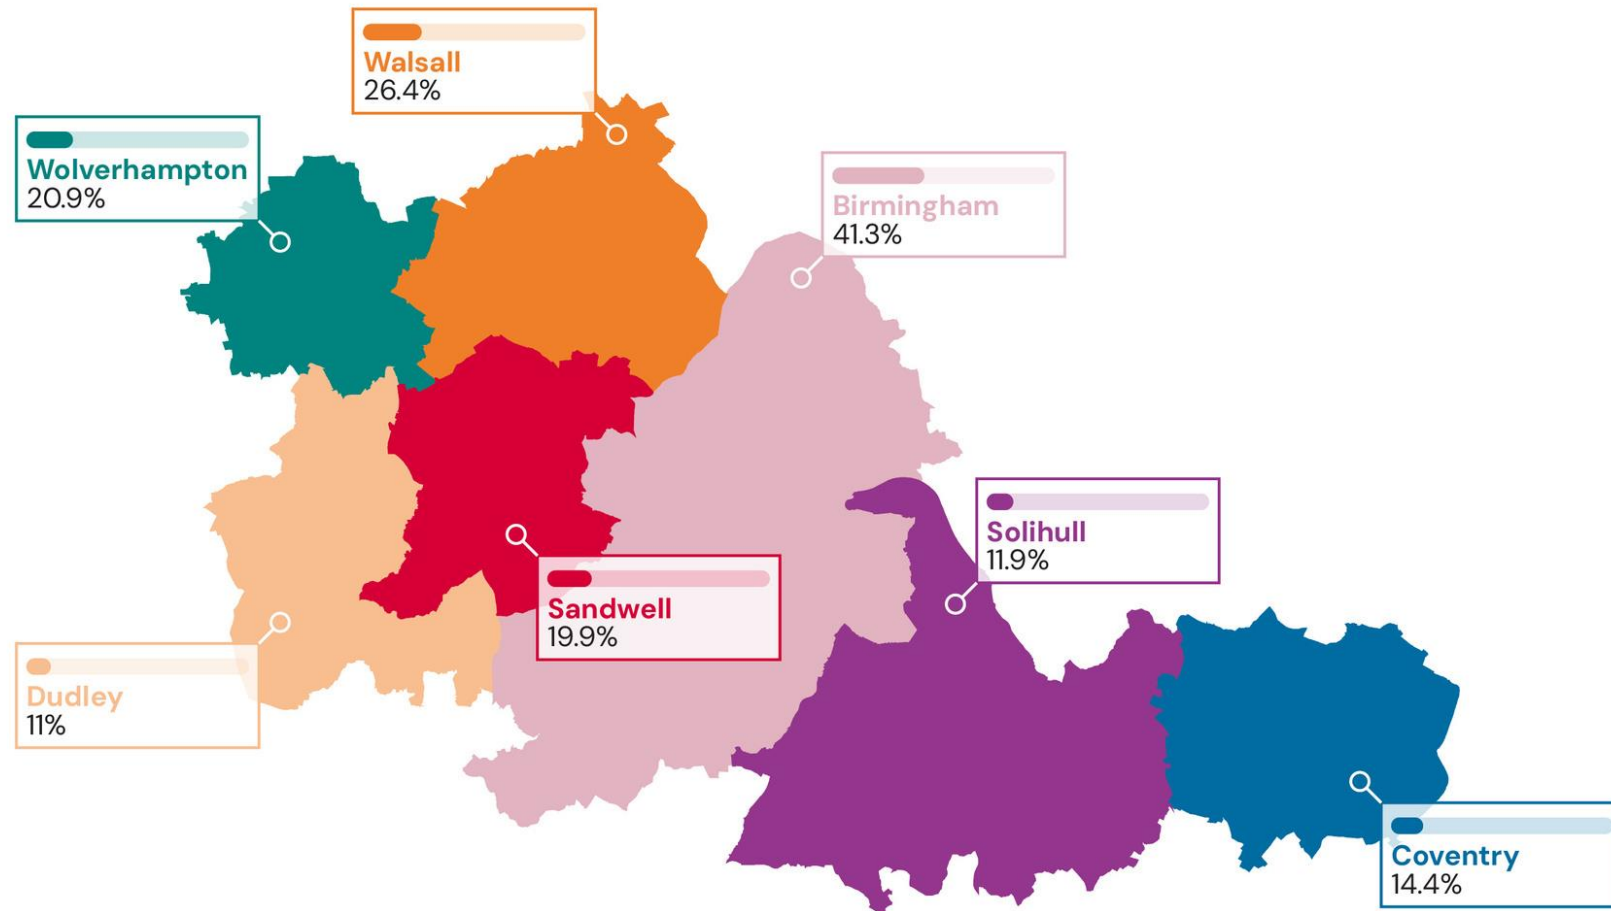 Walsall
26.4%
Wolverhampton
20.9%
Birmingham
41.3%
Solihull
11.9%
Sandwell
19.9%
Dudley
11%
Coventry
14.4%